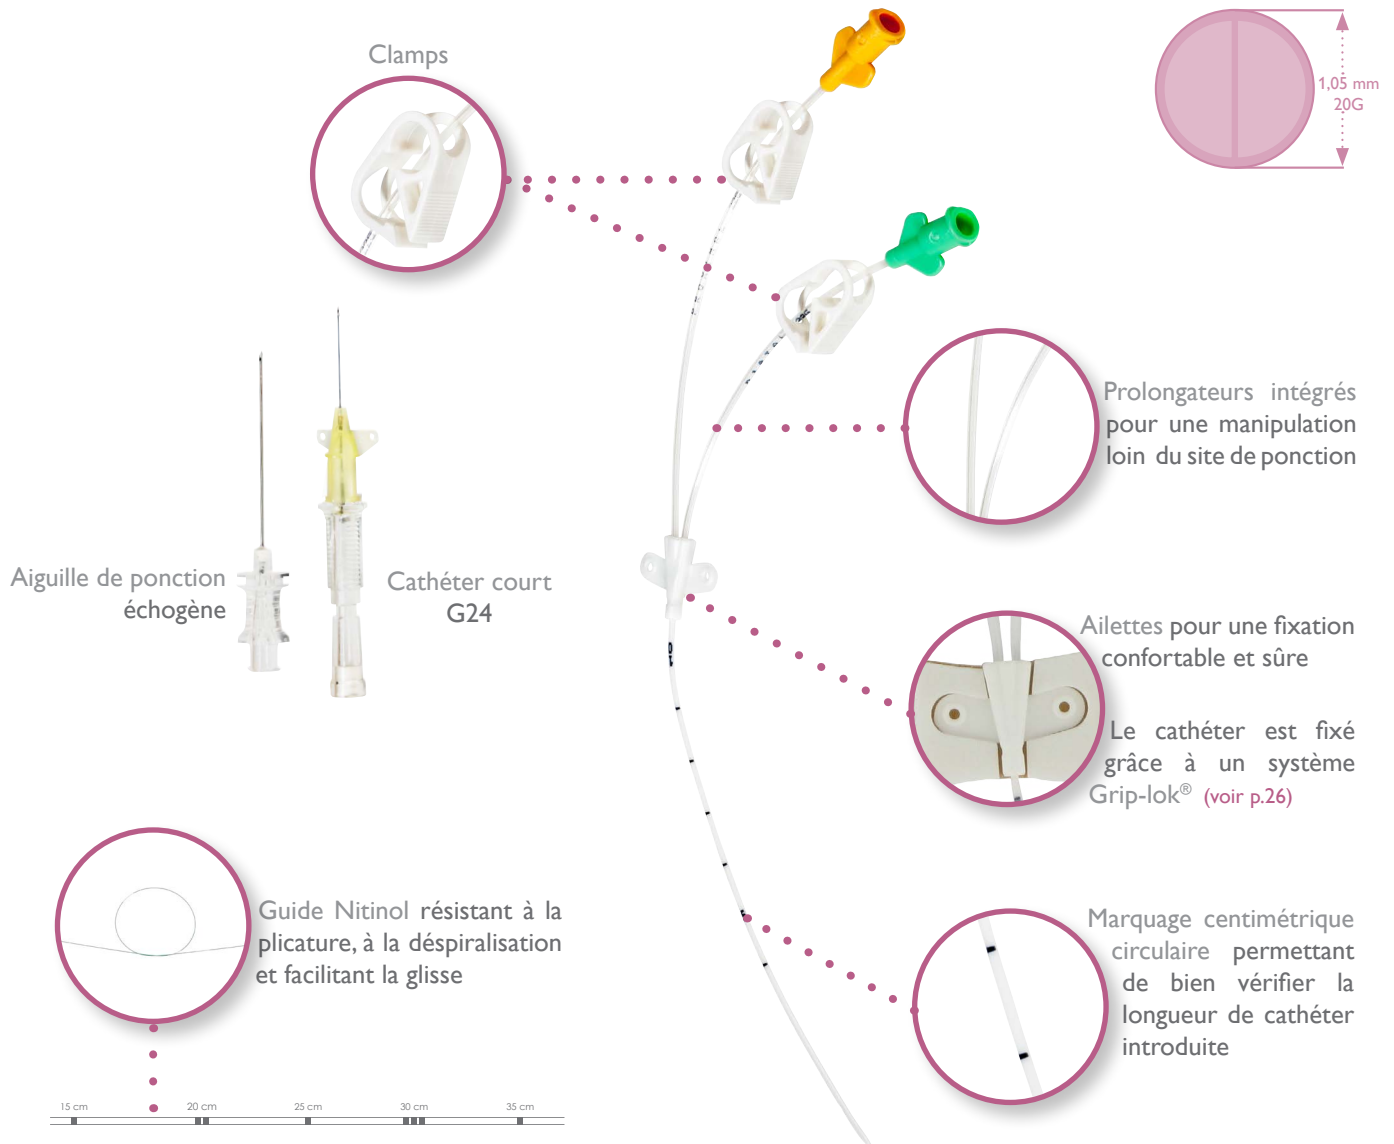 Clamps
1,05 mm
20G
Prolongateurs intégrés
pour une manipulation
loin du site de ponction
Aiguille de ponction
échogène
Cathéter court
G24
Ailettes pour une fixation
confortable et sûre
Le cathéter est fixé
grâce à un système
Grip-lok® (voir p.26)
Guide Nitinol résistant à la
plicature, à la déspiralisation
et facilitant la glisse
Marquage centimétrique
circulaire permettant
de bien vérifier la
longueur de cathéter
introduite
15 cm 20 cm 25 cm 30 cm 35 cm